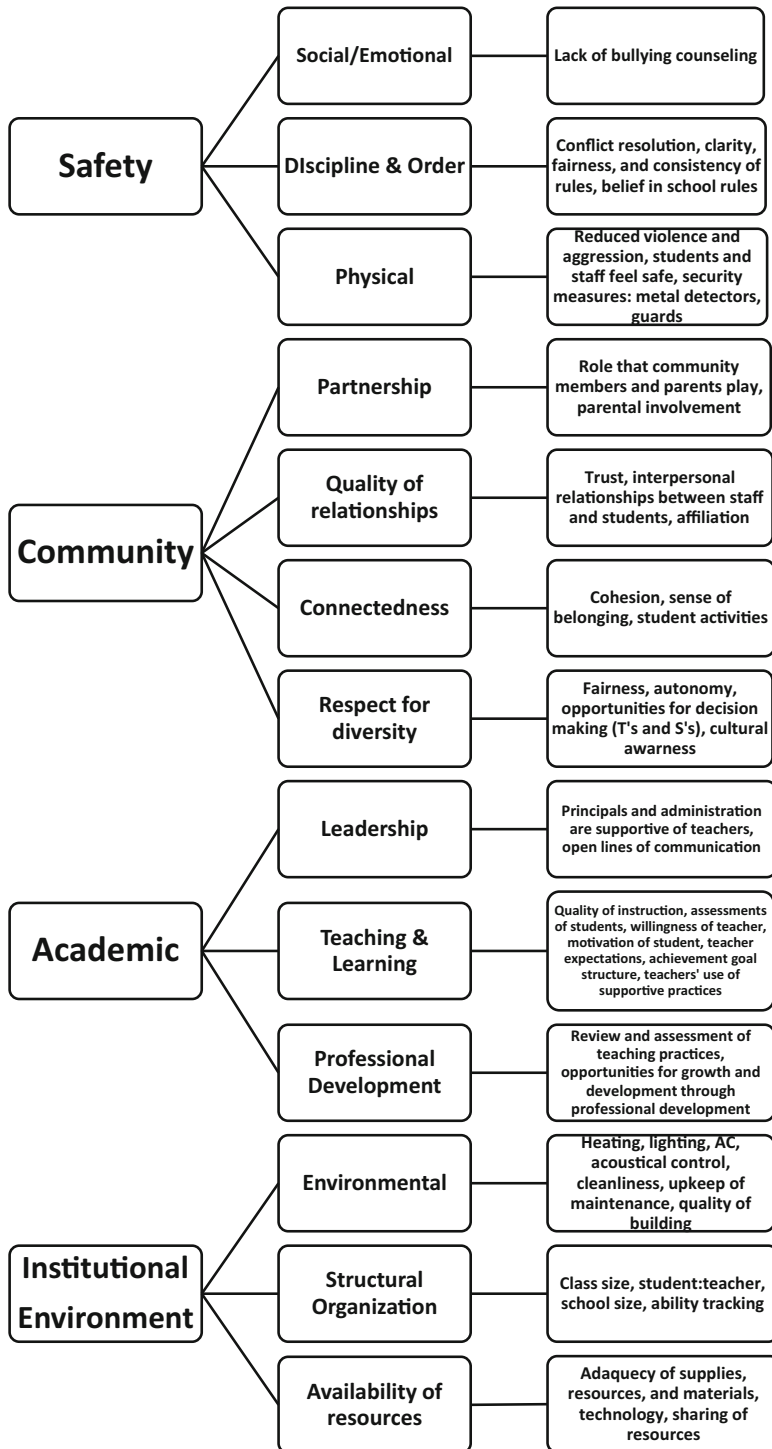 Safety
Social/Emotional
Lack of bullying counseling
DIscipline & Order
Conflict resolution, clarity,
fairness, and consistency of
rules, belief in school rules
Physical
Reduced violence and
aggression, students and
staff feel safe, security
measures: metal detectors,
guards
Community
Partnership
Role that community
members and parents play,
parental involvement
Quality of
relationships
Trust, interpersonal
relationships between staff
and students, affiliation
Connectedness
Cohesion, sense of
belonging, student activities
Respect for
diversity
Fairness, autonomy,
opportunities for decision
making (T's and S's), cultural
awarness
Academic
Leadership
Principals and administration
are supportive of teachers,
open lines of communication
Teaching &
Learning
Quality of instruction, assessments
of students, willingness of teacher,
motivation of student, teacher
expectations, achievement goal
structure, teachers' use of
supportive practices
Professional
Development
Review and assessment of
teaching practices,
opportunities for growth and
development through
professional development
Institutional
Environment
Environmental
Heating, lighting, AC,
acoustical control,
cleanliness, upkeep of
maintenance, quality of
building
Structural
Organization
Class size, student:teacher,
school size, ability tracking
Availability of
resources
Adaquecy of supplies,
resources, and materials,
technology, sharing of
resources